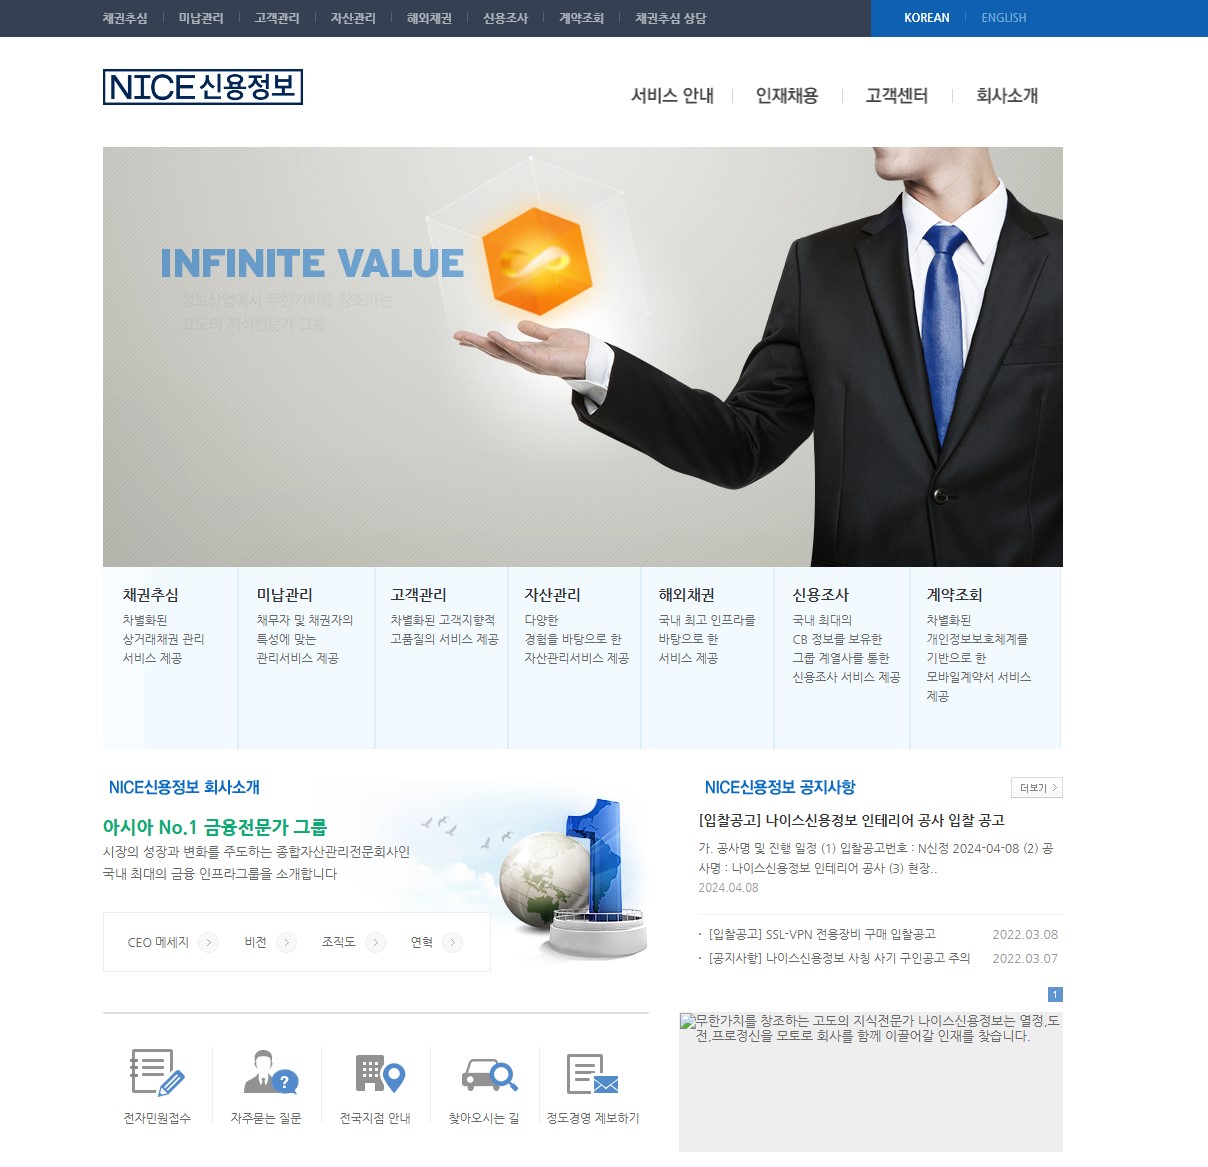 채권추심 미납관리 고객관리 자산관리 해외채권 신용조사 계약조회 채권추심 상담 KOREAN ENGLISH
NICE신용정보
서비스 안내 인재채용 고객센터 회사소개
INFINITE VALUE
정보산업에서 무한가치를 창조하는
고도의 지식전문가 그룹
채권추심
차별화된
상거래채권 관리
서비스 제공
미납관리
채무자 및 채권자의
특성에 맞는
관리서비스 제공
고객관리
차별화된 고객지향적
고품질의 서비스 제공
자산관리
다양한
경험을 바탕으로 한
자산관리서비스 제공
해외채권
국내 최고 인프라를
바탕으로 한
서비스 제공
신용조사
국내 최대의
CB 정보를 보유한
그룹 계열사를 통한
신용조사 서비스 제공
계약조회
차별화된
개인정보보호체계를
기반으로 한
모바일계약서 서비스
제공
NICE신용정보 회사소개
아시아 No.1 금융전문가 그룹
시장의 성장과 변화를 주도하는 종합자산관리전문회사인
국내 최대의 금융 인프라그룹을 소개합니다
CEO 메세지 비전 조직도 연혁
NICE신용정보 공지사항 더보기
[입찰공고] 나이스신용정보 인테리어 공사 입찰 공고
가. 공사명 및 진행 일정 (1) 입찰공고번호 : N신정 2024-04-08 (2) 공
사명 : 나이스신용정보 인테리어 공사 (3) 현장..
2024.04.08
· [입찰공고] SSL-VPN 전용장비 구매 입찰공고 2022.03.08
· [공지사항] 나이스신용정보 사칭 사기 구인공고 주의 2022.03.07
1
전자민원접수 자주묻는 질문 전국지점 안내 찾아오시는 길 정도경영 제보하기
무한가치를 창조하는 고도의 지식전문가 나이스신용정보는 열정,도
전,프로정신을 모토로 회사를 함께 이끌어갈 인재를 찾습니다.